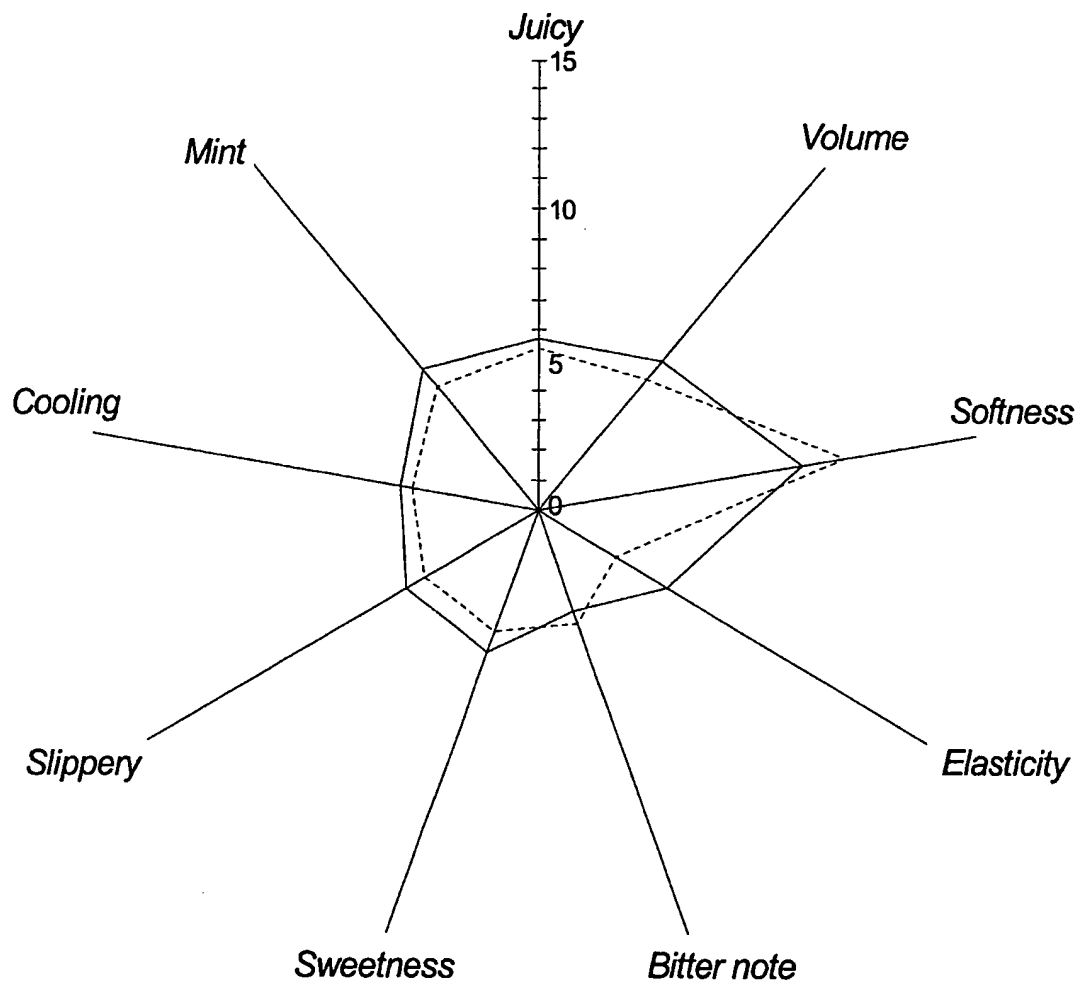 Juicy
15
Volume
Mint
10
5
Cooling
Softness
0
Slippery
Elasticity
Sweetness
Bitter note